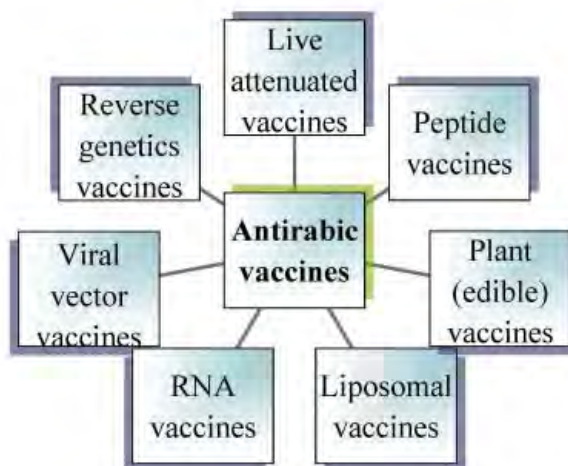 Live
attenuated
vaccines
Reverse
genetics
vaccines
Peptide
vaccines
Antirabic
vaccines
Viral
vector
vaccines
Plant
(edible)
vaccines
RNA
vaccines
Liposomal
vaccines